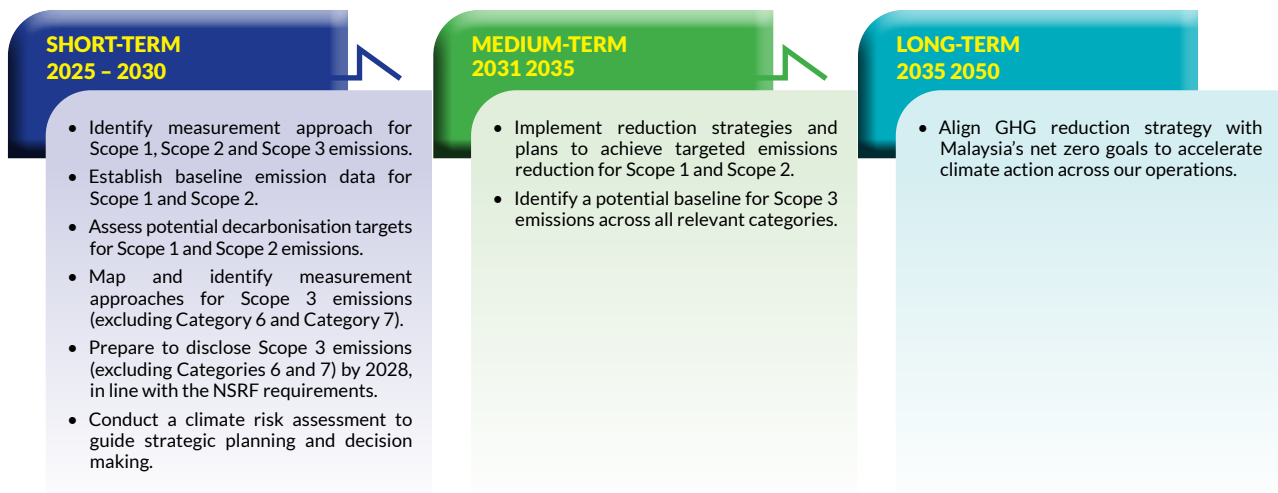 SHORT-TERM
2025 – 2030
• Identify measurement approach for
Scope 1, Scope 2 and Scope 3 emissions.
• Establish baseline emission data for
Scope 1 and Scope 2.
• Assess potential decarbonisation targets
for Scope 1 and Scope 2 emissions.
• Map and identify measurement
approaches for Scope 3 emissions
(excluding Category 6 and Category 7).
• Prepare to disclose Scope 3 emissions
(excluding Categories 6 and 7) by 2028,
in line with the NSRF requirements.
• Conduct a climate risk assessment to
guide strategic planning and decision
making.
MEDIUM-TERM
2031 2035
• Implement reduction strategies and
plans to achieve targeted emissions
reduction for Scope 1 and Scope 2.
• Identify a potential baseline for Scope 3
emissions across all relevant categories.
LONG-TERM
2035 2050
• Align GHG reduction strategy with
Malaysia’s net zero goals to accelerate
climate action across our operations.